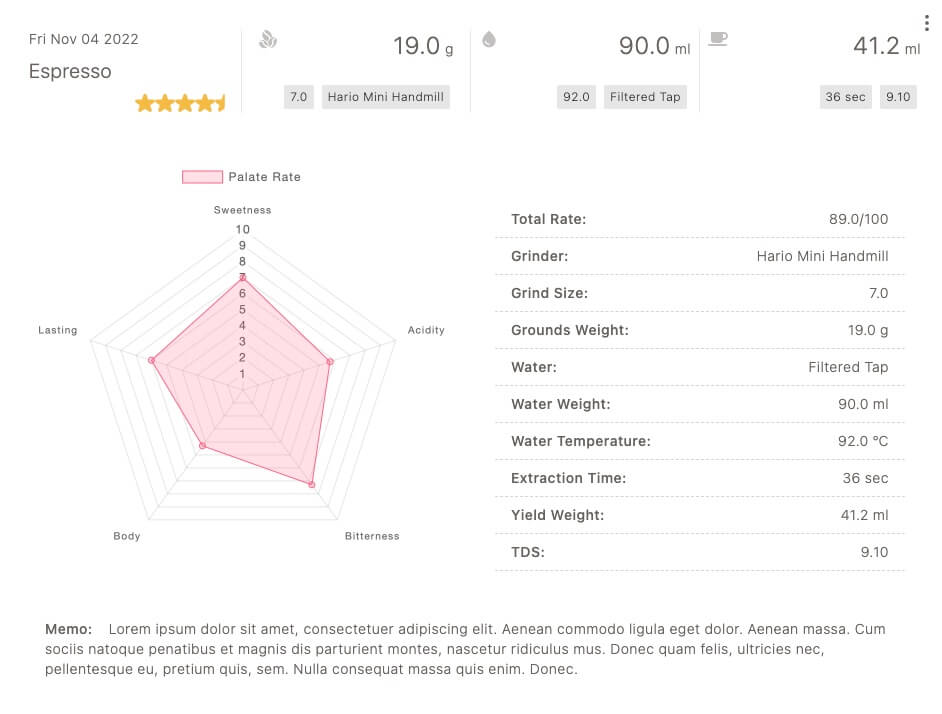 Fri Nov 04 2022
Espresso
19.0 g
7.0 Hario Mini Handmill
90.0 ml
92.0 Filtered Tap
41.2 ml
36 sec 9.10
Palate Rate
Sweetness
10
9
8
7
6
5
4
3
2
1
Lasting
Acidity
Body
Bitterness
Total Rate: 89.0/100
Grinder: Hario Mini Handmill
Grind Size: 7.0
Grounds Weight: 19.0 g
Water: Filtered Tap
Water Weight: 90.0 ml
Water Temperature: 92.0 °C
Extraction Time: 36 sec
Yield Weight: 41.2 ml
TDS: 9.10
Memo: Lorem ipsum dolor sit amet, consectetuer adipiscing elit. Aenean commodo ligula eget dolor. Aenean massa. Cum
sociis natoque penatibus et magnis dis parturient montes, nascetur ridiculus mus. Donec quam felis, ultricies nec,
pellentesque eu, pretium quis, sem. Nulla consequat massa quis enim. Donec.